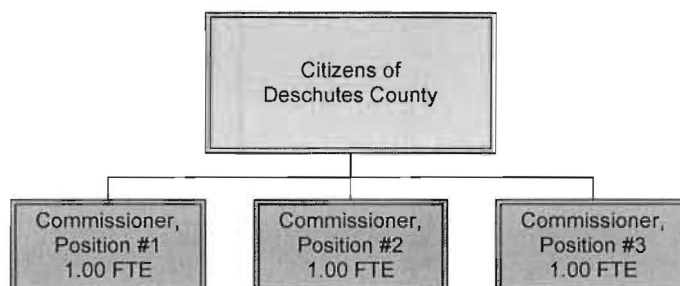 Citizens of
Deschutes County
Commissioner,
Position #1
1.00 FTE
Commissioner,
Position #2
1.00 FTE
Commissioner,
Position #3
1.00 FTE